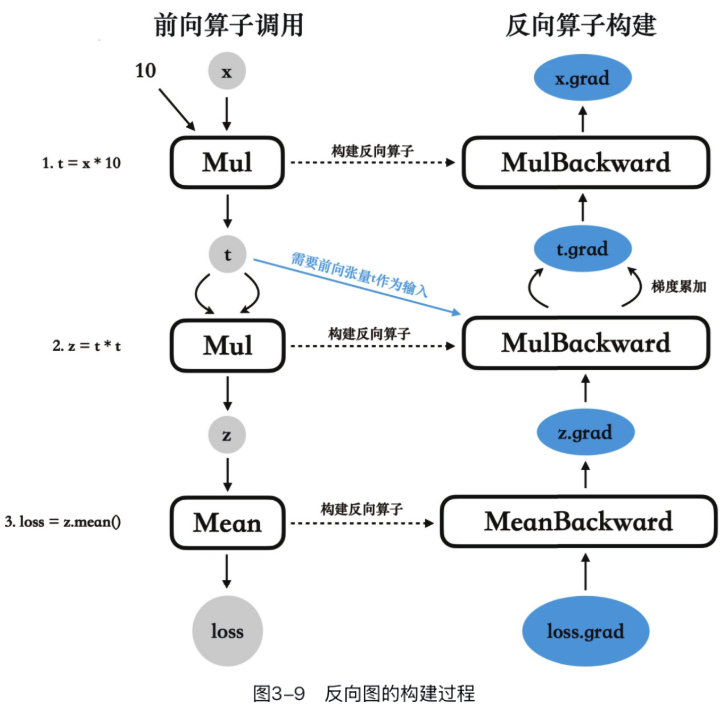 前向算子调用
反向算子构建
10
x
x.grad
1. t = x * 10
Mul
构建反向算子
MulBackward
t
需要前向张量t作为输入
t.grad
梯度累加
2. z = t * t
Mul
构建反向算子
MulBackward
z
z.grad
3. loss = z.mean()
Mean
构建反向算子
MeanBackward
loss
loss.grad
图3-9 反向图的构建过程